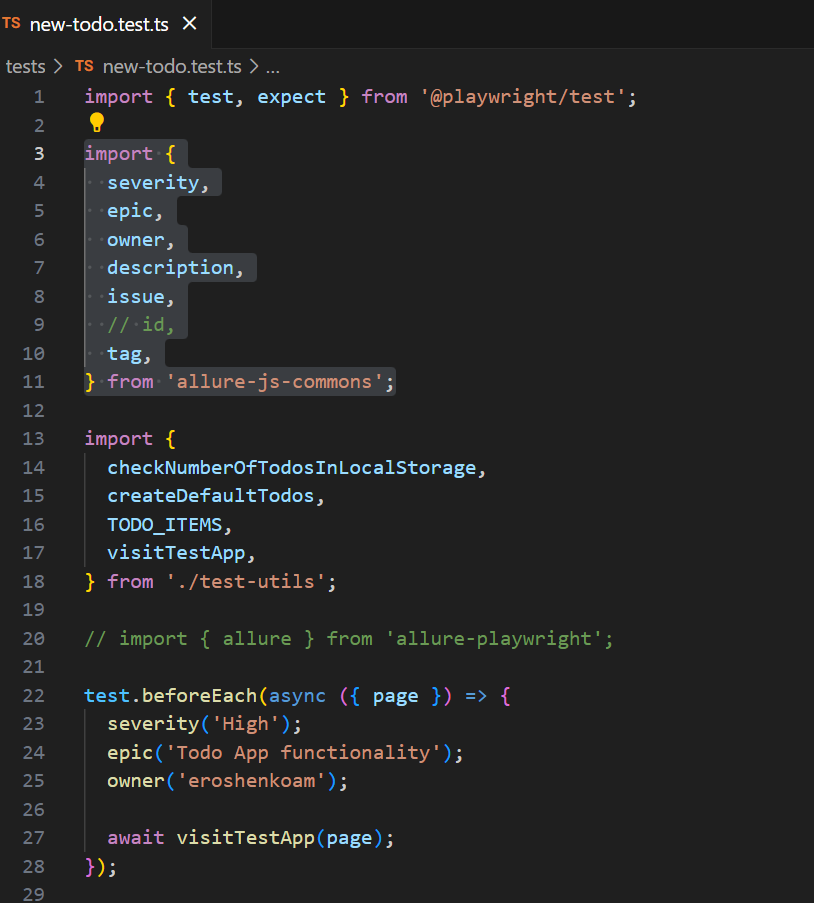 TS new-todo.test.ts ×
tests > TS new-todo.test.ts > ...
1 import { test, expect } from '@playwright/test';
2
3 import {
4   severity,
5   epic,
6   owner,
7   description,
8   issue,
9   // id,
10   tag,
11 } from 'allure-js-commons';
12
13 import {
14   checkNumberOfTodosInLocalStorage,
15   createDefaultTodos,
16   TODO_ITEMS,
17   visitTestApp,
18 } from './test-utils';
19
20 // import { allure } from 'allure-playwright';
21
22 test.beforeEach(async ({ page }) => {
23   severity('High');
24   epic('Todo App functionality');
25   owner('eroshenkoam');
26
27   await visitTestApp(page);
28 });
29